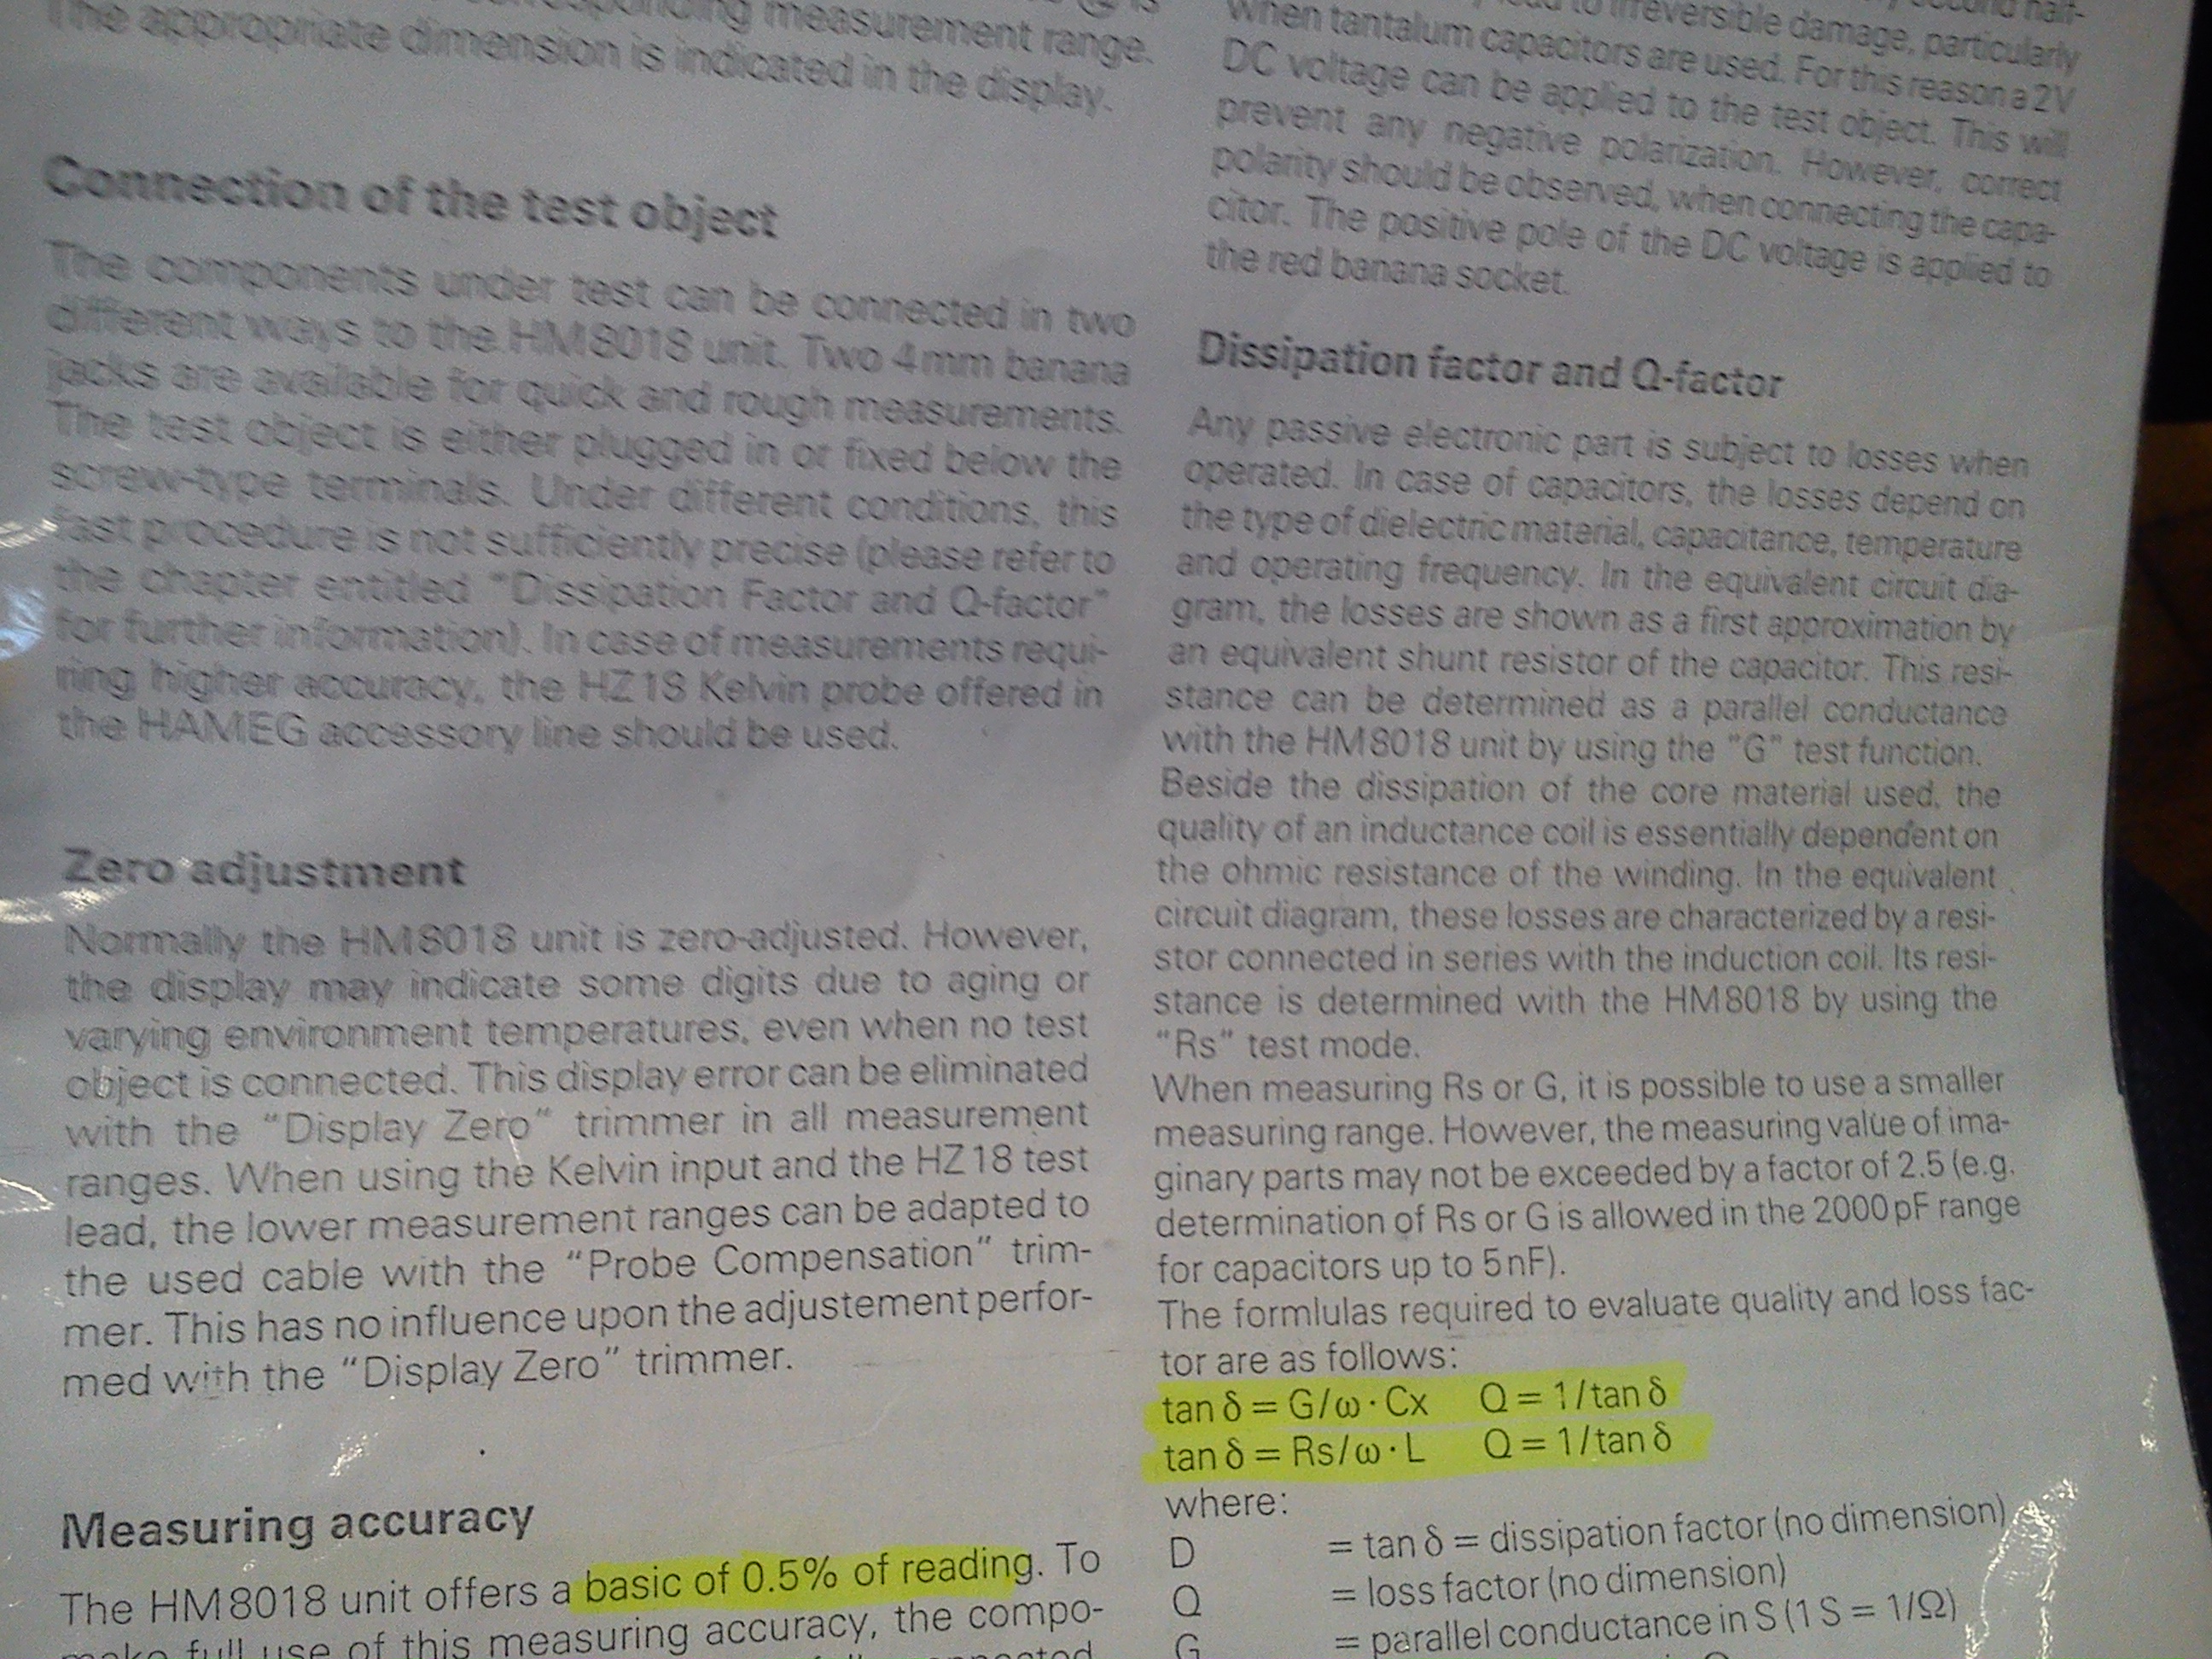 measurement range.
The appropriate dimension is indicated in the display.
Connection of the test object
The components under test can be connected in two
different ways to the HM8018 unit. Two 4mm banana
jacks are available for quick and rough measurements.
The test object is either plugged in or fixed below the
screw-type terminals. Under different conditions, this
fast procedure is not sufficiently precise (please refer to
the chapter entitled "Dissipation Factor and Q-factor"
for further information). In case of measurements requi-
ring higher accuracy, the HZ18 Kelvin probe offered in
the HAMEG accessory line should be used.
Zero adjustment
Normally the HM8018 unit is zero-adjusted. However,
the display may indicate some digits due to aging or
varying environment temperatures, even when no test
object is connected. This display error can be eliminated
with the “Display Zero” trimmer in all measurement
ranges. When using the Kelvin input and the HZ18 test
lead, the lower measurement ranges can be adapted to
the used cable with the “Probe Compensation” trim-
mer. This has no influence upon the adjustement perfor-
med with the “Display Zero” trimmer.
Measuring accuracy
The HM8018 unit offers a basic of 0.5% of reading. To
make full use of this measuring accuracy, the compo-
to irreversible damage, particularly
when tantalum capacitors are used. For this reason a 2V
DC voltage can be applied to the test object. This will
prevent any negative polarization. However, correct
polarity should be observed, when connecting the capa-
citor. The positive pole of the DC voltage is applied to
the red banana socket.
Dissipation factor and Q-factor
Any passive electronic part is subject to losses when
operated. In case of capacitors, the losses depend on
the type of dielectric material, capacitance, temperature
and operating frequency. In the equivalent circuit dia-
gram, the losses are shown as a first approximation by
an equivalent shunt resistor of the capacitor. This resi-
stance can be determined as a parallel conductance
with the HM8018 unit by using the "G" test function.
Beside the dissipation of the core material used, the
quality of an inductance coil is essentially dependent on
the ohmic resistance of the winding. In the equivalent
circuit diagram, these losses are characterized by a resi-
stor connected in series with the induction coil. Its resi-
stance is determined with the HM8018 by using the
“Rs” test mode.
When measuring Rs or G, it is possible to use a smaller
measuring range. However, the measuring value of ima-
ginary parts may not be exceeded by a factor of 2.5 (e.g.
determination of Rs or G is allowed in the 2000pF range
for capacitors up to 5nF).
The formlulas required to evaluate quality and loss fac-
tor are as follows:
tan δ = G/ω · Cx Q = 1/tan δ
tan δ = Rs/ω · L Q = 1/tan δ
where:
D = tan δ = dissipation factor (no dimension)
Q = loss factor (no dimension)
G = parallel conductance in S (1 S = 1/Ω)